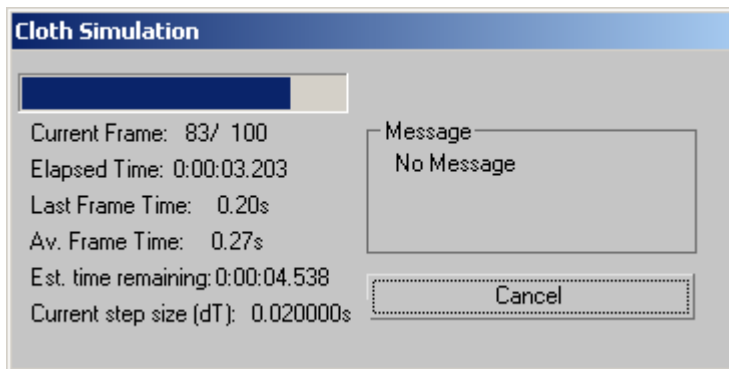 Cloth Simulation
Current Frame: 83/ 100
Elapsed Time: 0:00:03.203
Last Frame Time: 0.20s
Av. Frame Time: 0.27s
Est. time remaining: 0:00:04.538
Current step size (dT): 0.020000s
Message
No Message
Cancel